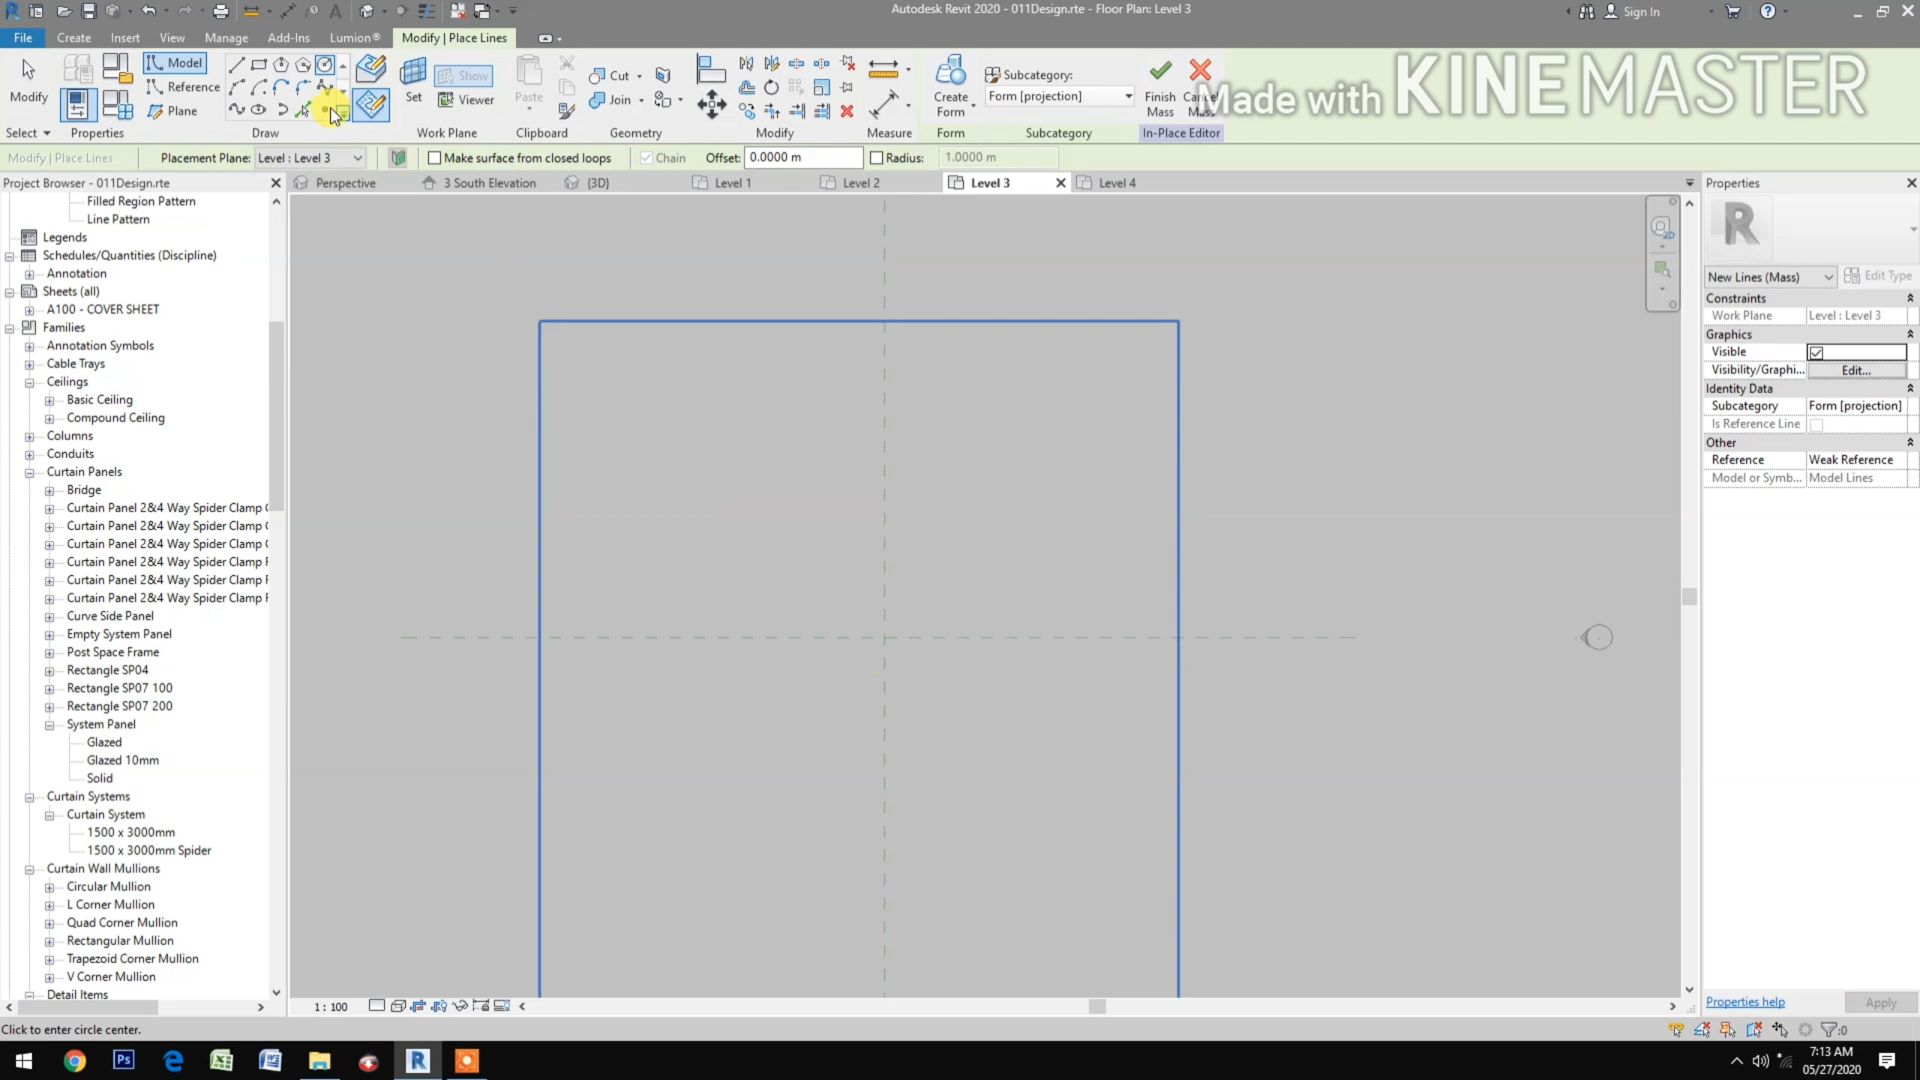 Autodesk Revit 2020 - 011Design.rte - Floor Plan: Level 3
Sign In
File Create Insert View Manage Add-Ins Lumion® Modify | Place Lines
Modify
Model
Reference
Plane
Set
Show
Viewer
Paste
Cut
Join
Create
Form
Subcategory:
Form [projection]
Finish
Mass
Cancel
Mass
Made with KINEMASTER
Select Properties Draw Work Plane Clipboard Geometry Modify Measure Form Subcategory In-Place Editor
Modify | Place Lines Placement Plane: Level : Level 3 Make surface from closed loops Chain Offset: 0.0000 m Radius: 1.0000 m
Project Browser - 011Design.rte
Perspective 3 South Elevation {3D} Level 1 Level 2 Level 3 Level 4
Filled Region Pattern
Line Pattern
Legends
Schedules/Quantities (Discipline)
Annotation
Sheets (all)
A100 - COVER SHEET
Families
Annotation Symbols
Cable Trays
Ceilings
Basic Ceiling
Compound Ceiling
Columns
Conduits
Curtain Panels
Bridge
Curtain Panel 2&4 Way Spider Clamp
Curtain Panel 2&4 Way Spider Clamp
Curtain Panel 2&4 Way Spider Clamp
Curtain Panel 2&4 Way Spider Clamp
Curtain Panel 2&4 Way Spider Clamp
Curtain Panel 2&4 Way Spider Clamp
Curve Side Panel
Empty System Panel
Post Space Frame
Rectangle SP04
Rectangle SP07 100
Rectangle SP07 200
System Panel
Glazed
Glazed 10mm
Solid
Curtain Systems
Curtain System
1500 x 3000mm
1500 x 3000mm Spider
Curtain Wall Mullions
Circular Mullion
L Corner Mullion
Quad Corner Mullion
Rectangular Mullion
Trapezoid Corner Mullion
V Corner Mullion
Detail Items
2D
Properties
New Lines (Mass) Edit Type
Constraints
Work Plane Level : Level 3
Graphics
Visible
Visibility/Graphi... Edit...
Identity Data
Subcategory Form [projection]
Is Reference Line
Other
Reference Weak Reference
Model or Symb... Model Lines
Properties help Apply
1 : 100
Click to enter circle center.
:0
7:13 AM
05/27/2020